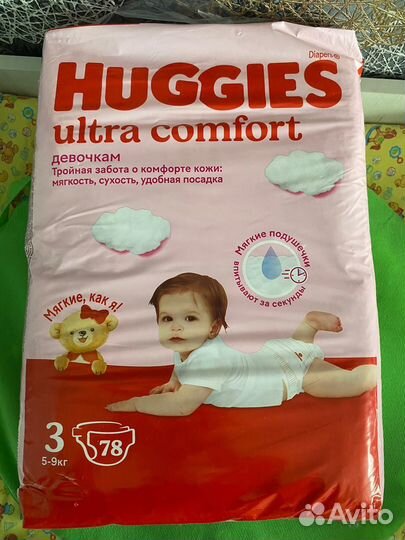 Diapers
HUGGIES
ultra comfort
девочкам
Тройная забота о комфорте кожи:
мягкость, сухость, удобная посадка
Мягкие подушечки
впитывают за секунды
Мягкие, как я!
3
78
5-9кг
Avito